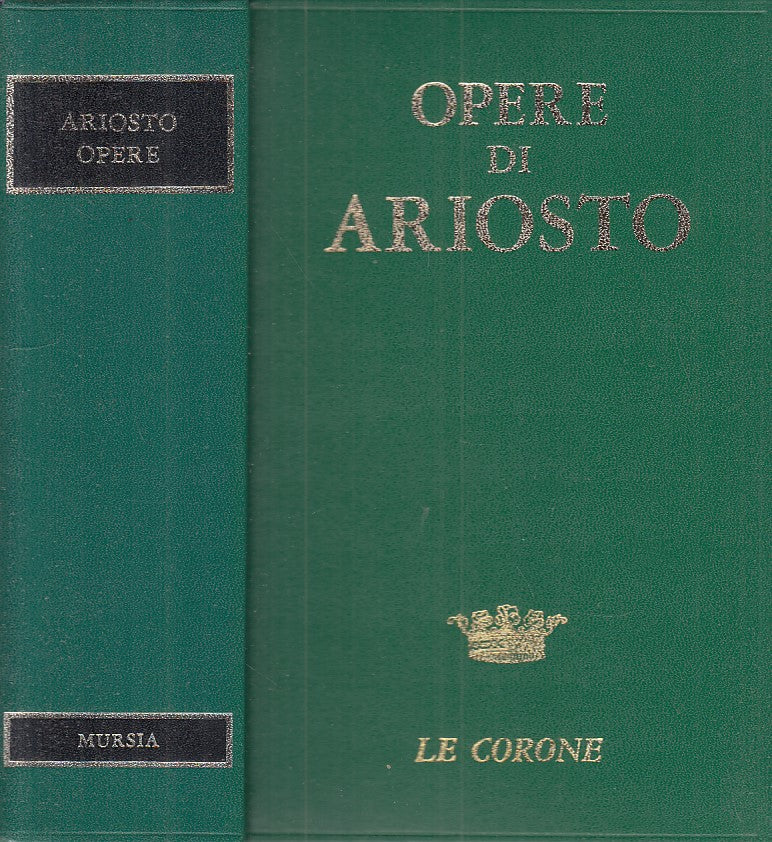 ARIOSTO
OPERE
MURSIA
OPERE
DI
ARIOSTO
LE CORONE